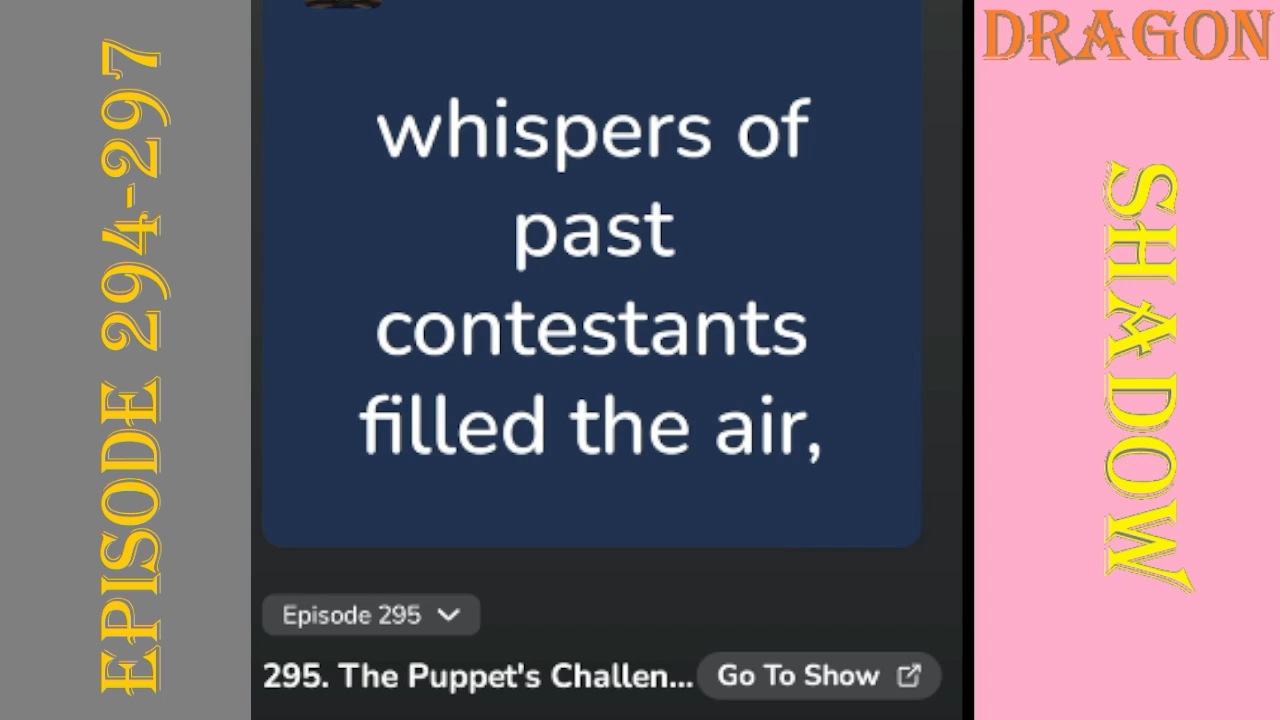 EPISODE 294-297
whispers of
past
contestants
filled the air,
Episode 295
295. The Puppet's Challen...
Go To Show
DRAGON
SHADOW